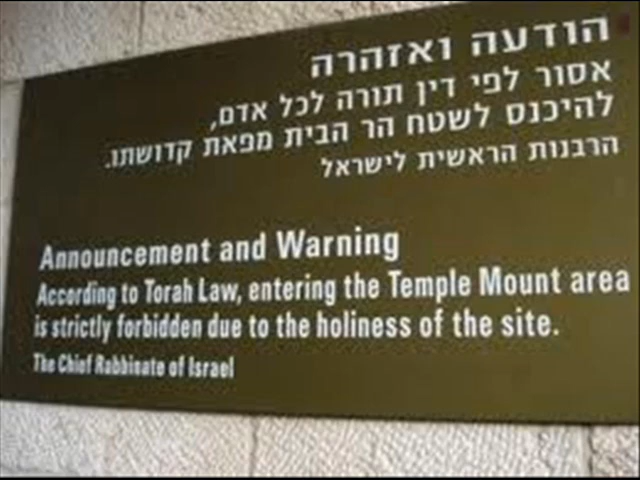 הודעה ואזהרה
אסור לפי דין תורה לכל אדם,
להיכנס לשטח הר הבית מפאת קדושתו.
הרבנות הראשית לישראל
Announcement and Warning
According to Torah Law, entering the Temple Mount area
is strictly forbidden due to the holiness of the site.
The Chief Rabbinate of Israel